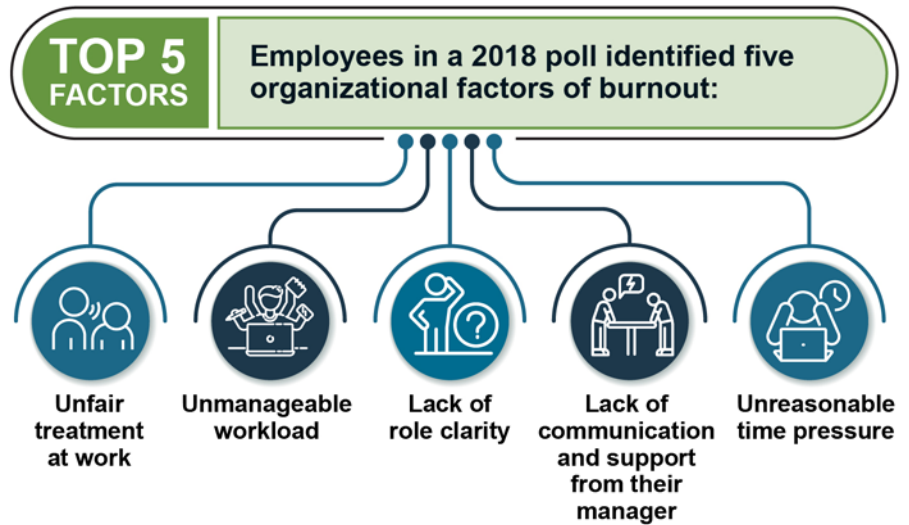 TOP 5
FACTORS
Employees in a 2018 poll identified five
organizational factors of burnout:
Unfair
treatment
at work
Unmanageable
workload
?
Lack of
role clarity
Lack of
communication
and support
from their
manager
Unreasonable
time pressure